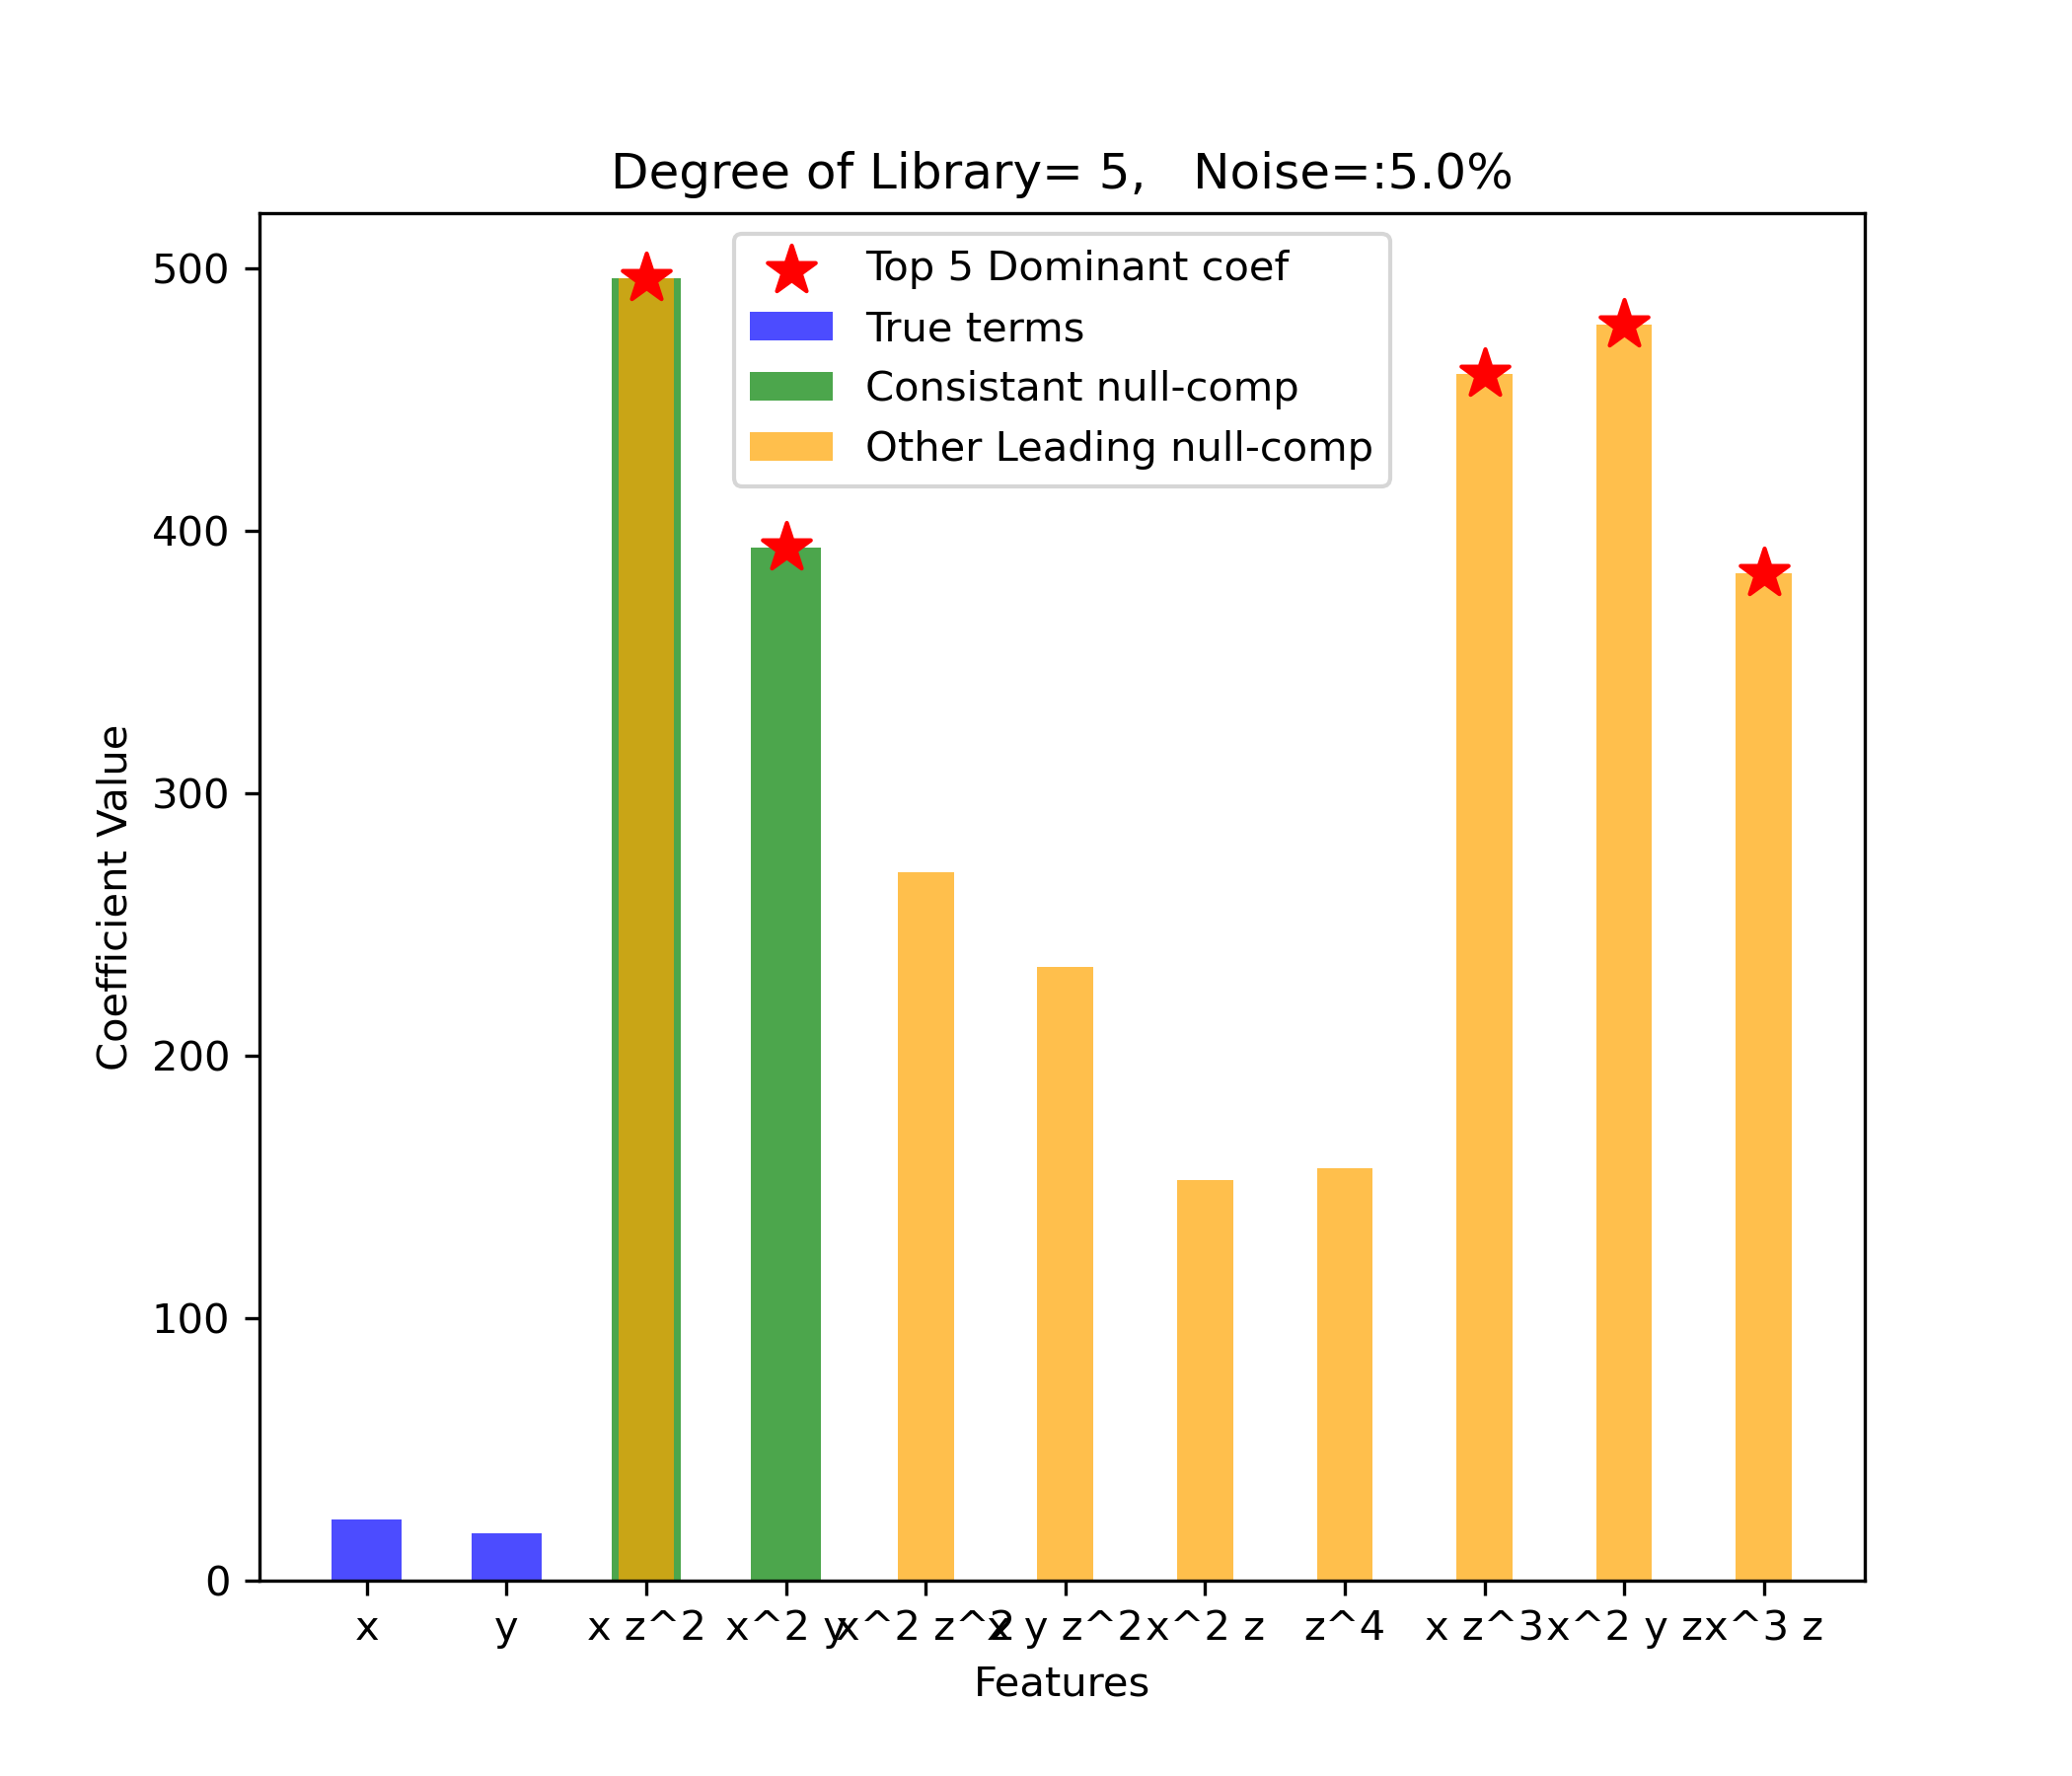 Degree of Library= 5,   Noise=:5.0%
Top 5 Dominant coef
True terms
Consistant null-comp
Other Leading null-comp
Coefficient Value
500
400
300
200
100
0
x y x z^2 x^2 y x^2 z^2 x y z^2 x^2 z z^4 x z^3 x^2 y z x^3 z
Features